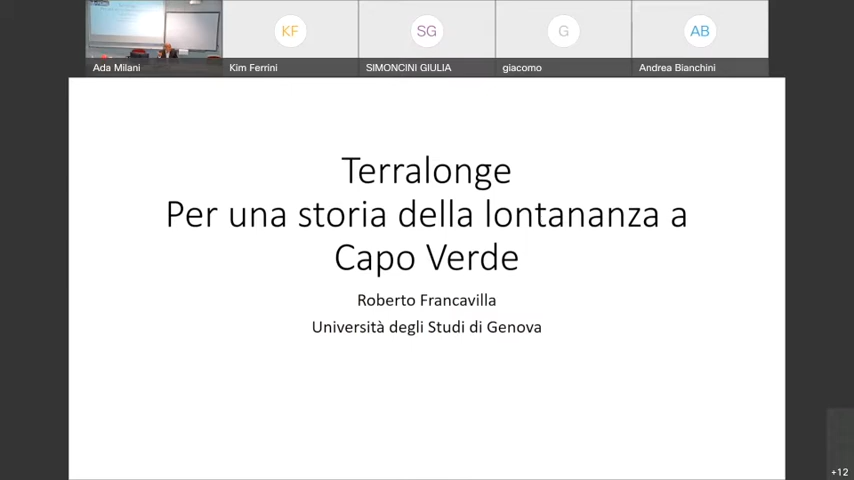 KF
SG
G
AB
Ada Milani
Kim Ferrini
SIMONCINI GIULIA
giacomo
Andrea Bianchini
Terralonge
Per una storia della lontananza a
Capo Verde
Roberto Francavilla
Università degli Studi di Genova
+12